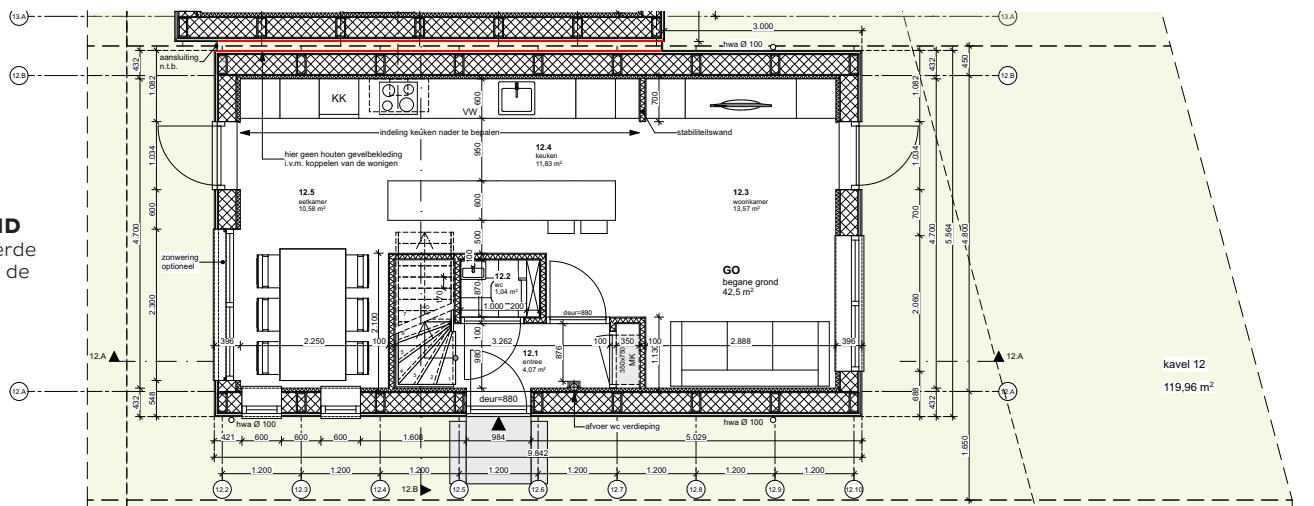 13.A
13.A
3.000
hwa Ø 100
aansluiting
n.t.b.
432
432
432
450
12.B
12.B
1.082
1.082
1.082
KK
VW
600
700
indeling keuken nader te bepalen
stabiliteitswand
hier geen houten gevelbekleding
i.v.m. koppelen van de wonigen
12.4
keuken
11,83 m²
950
1.034
1.034
1.034
12.5
eetkamer
10,58 m²
12.3
woonkamer
13,57 m²
600
600
700
ND
erde
de
4.700
4.700
5.564
4.800
500
zonwering
optioneel
100
12.2
wc
1,04 m²
GO
begane grond
42,5 m²
870
170
1.000
200
deur=880
2.300
2.100
2.060
396
2.250
100
100
3.262
100
350
100
2.888
396
980
876
1.130
12.1
entree
4,07 m²
350x780
MK
12.A
12.A
kavel 12
119,96 m²
12.A
12.A
548
432
688
432
deur=880
hwa Ø 100
afvoer wc verdieping
hwa Ø 100
421
600
600
600
1.608
984
5.029
9.842
1.650
1.200
1.200
1.200
1.200
1.200
1.200
1.200
1.200
12.2
12.3
12.4
12.B
12.5
12.6
12.7
12.8
12.9
12.10